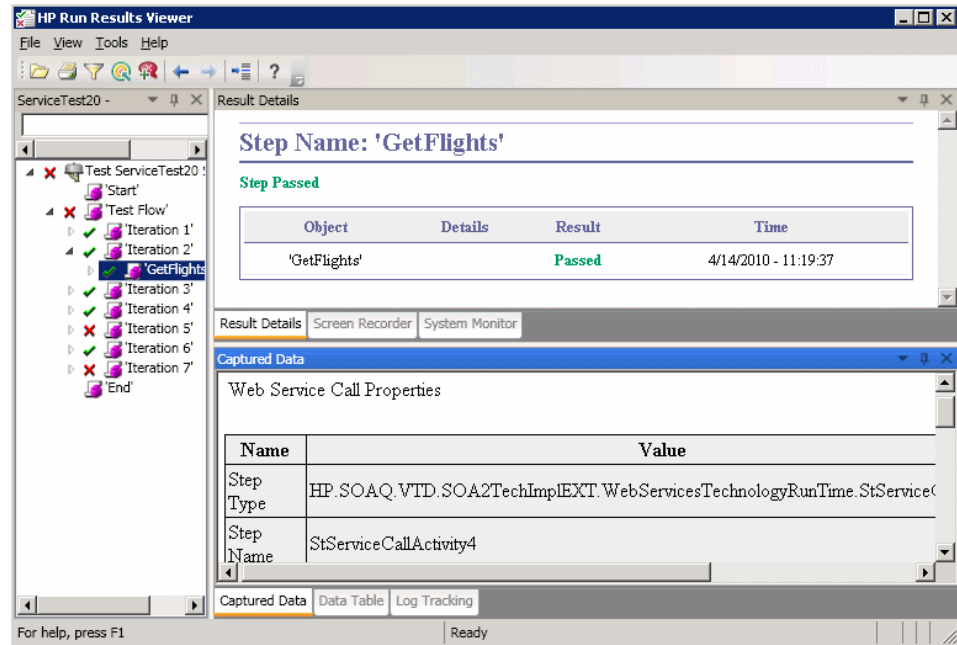 HP Run Results Viewer
File View Tools Help
ServiceTest20 -
Test ServiceTest20
'Start'
'Test Flow'
'Iteration 1'
'Iteration 2'
'GetFlights
'Iteration 3'
'Iteration 4'
'Iteration 5'
'Iteration 6'
'Iteration 7'
'End'
Result Details
Step Name: 'GetFlights'
Step Passed
Object Details Result Time
'GetFlights' Passed 4/14/2010 - 11:19:37
Result Details Screen Recorder System Monitor
Captured Data
Web Service Call Properties
Name Value
Step Type HP.SOAQ.VTD.SOA2TechImplEXT.WebServicesTechnologyRunTime.StService
Step Name StServiceCallActivity4
Captured Data Data Table Log Tracking
For help, press F1 Ready